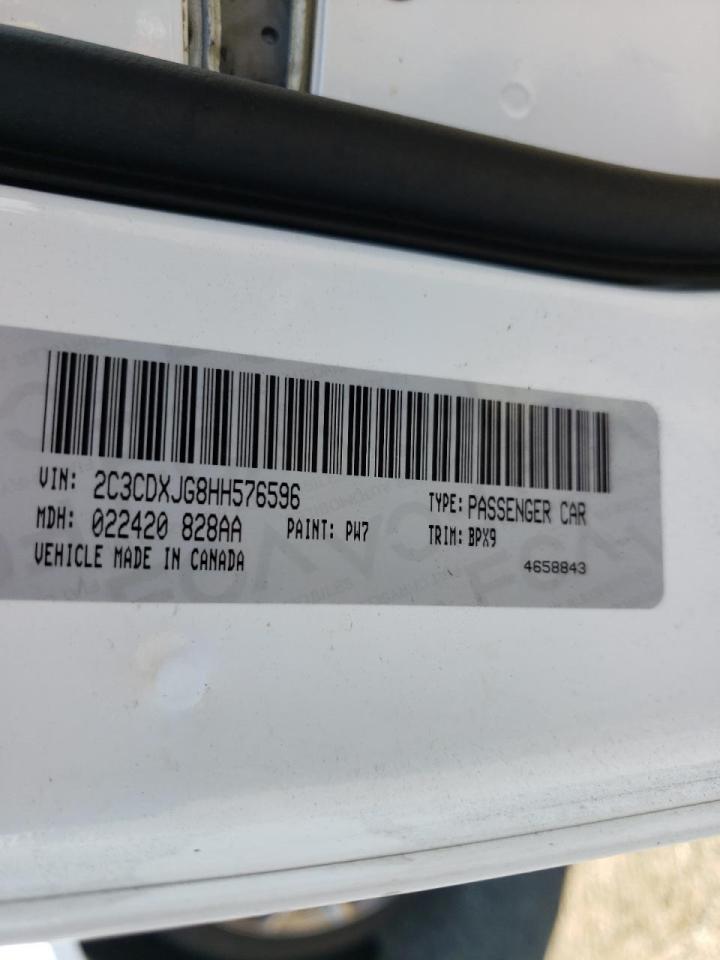 VIN: 2C3CDXJG8HH576596 TYPE: PASSENGER CAR
MDH: 022420 828AA PAINT: PW7 TRIM: BPX9
VEHICLE MADE IN CANADA 4658843